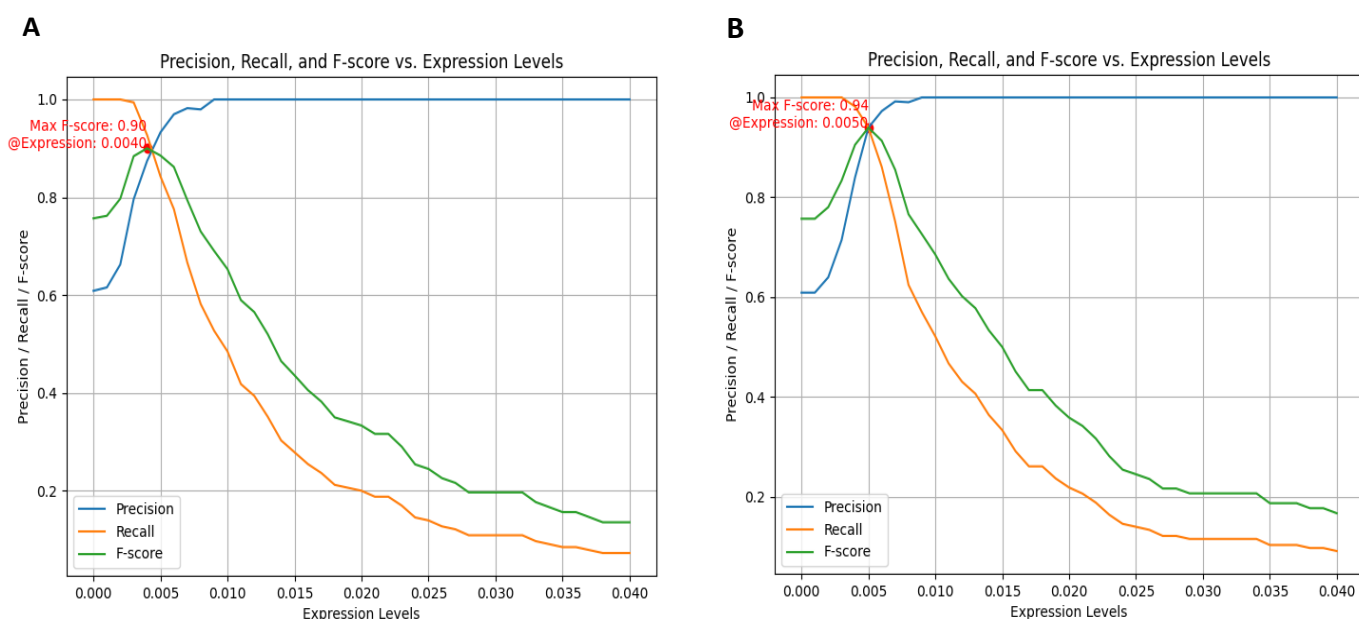 A
Precision, Recall, and F-score vs. Expression Levels
Max F-score: 0.90
@Expression: 0.0040
1.0
0.8
0.6
0.4
0.2
Precision / Recall / F-score
Precision
Recall
F-score
0.000 0.005 0.010 0.015 0.020 0.025 0.030 0.035 0.040
Expression Levels
B
Precision, Recall, and F-score vs. Expression Levels
Max F-score: 0.94
@Expression: 0.0050
1.0
0.8
0.6
0.4
0.2
Precision / Recall / F-score
Precision
Recall
F-score
0.000 0.005 0.010 0.015 0.020 0.025 0.030 0.035 0.040
Expression Levels